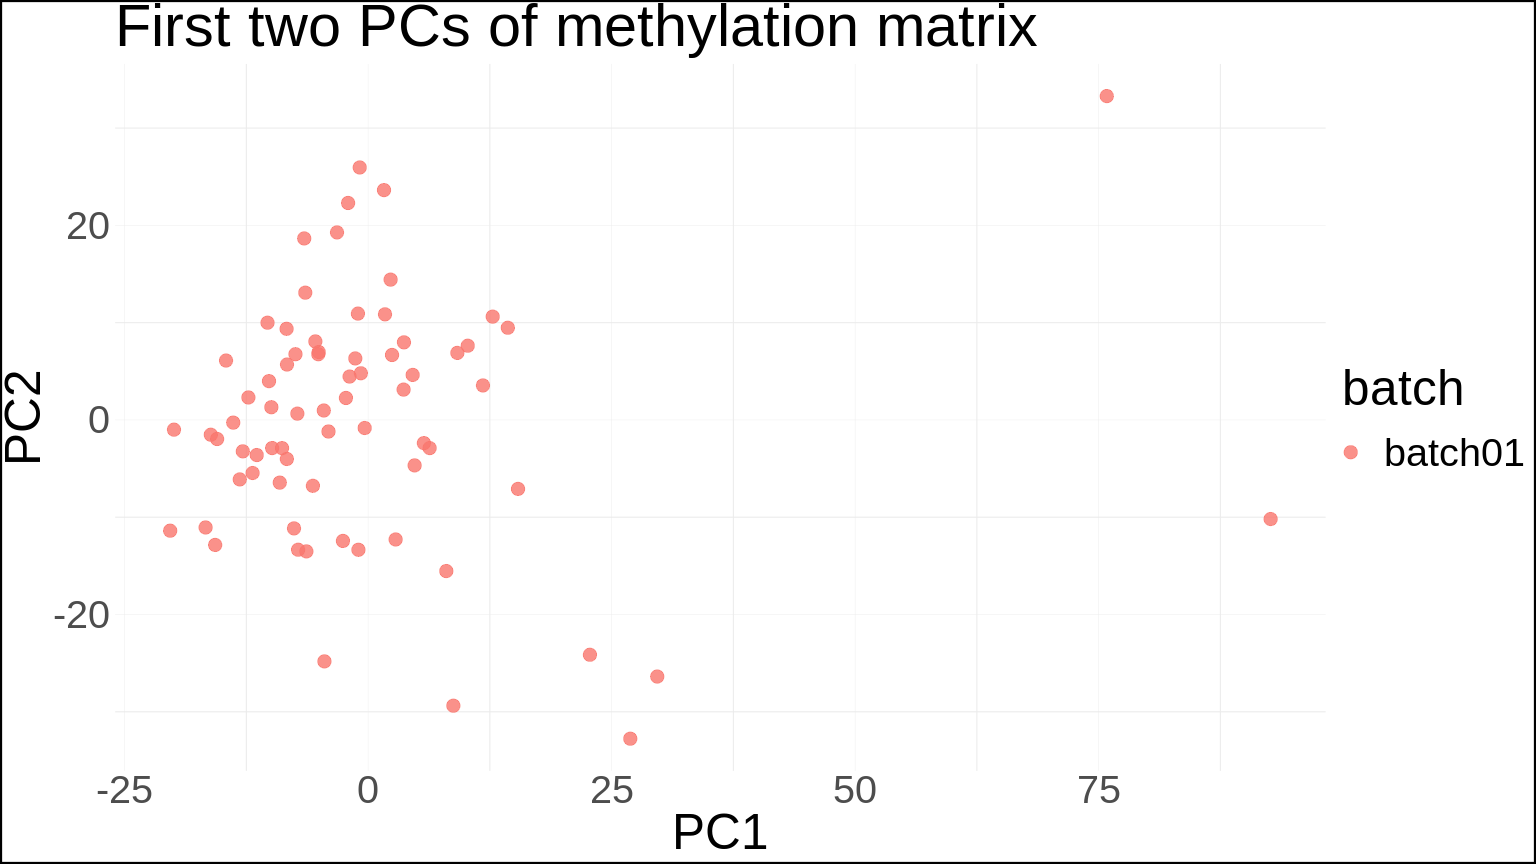 First two PCs of methylation matrix
20
0
-20
PC2
-25 0 25 50 75
PC1
batch
batch01